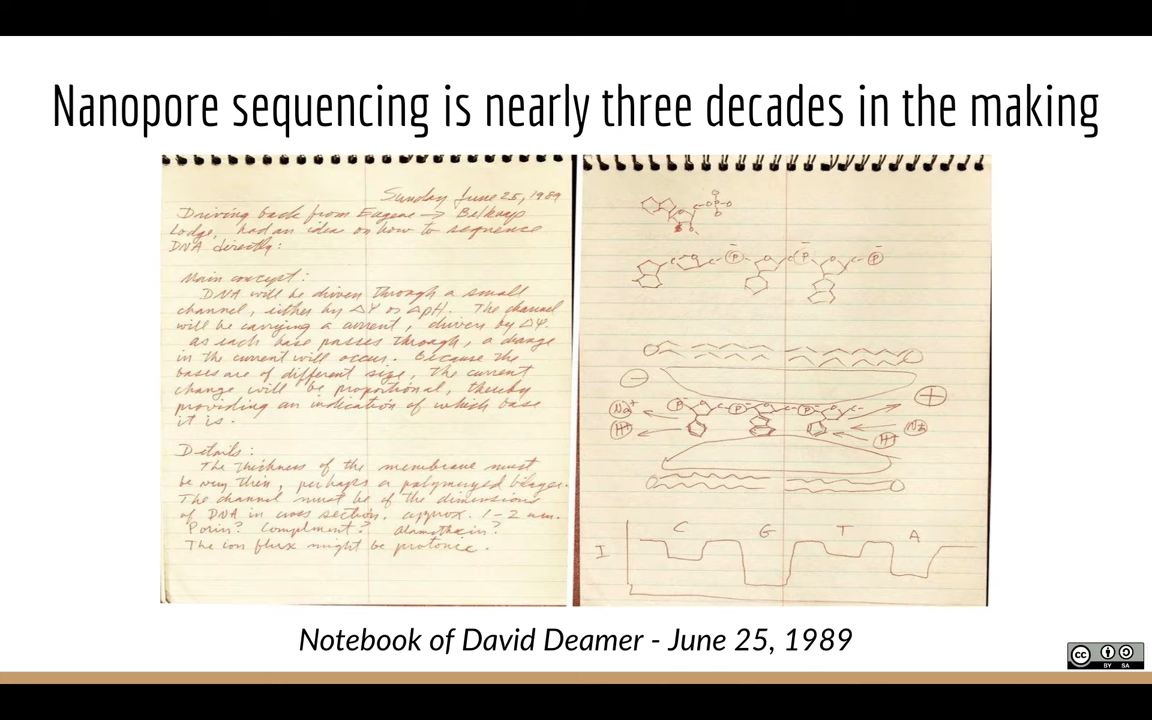 Nanopore sequencing is nearly three decades in the making
Sunday June 25, 1989
Driving back from Eugene → Belknap
Lodge, had an idea on how to sequence
DNA directly:
Main concept:
DNA will be driven through a small
channel, either by ΔΨ or ΔpH. The channel
will be carrying a current, driven by ΔΨ.
as each base passes through, a change
in the current will occur. Because the
bases are of different size, the current
change will be proportional, thereby
providing an indication of which base
it is.
Details:
The thickness of the membrane must
be very thin, perhaps a polymerized bilayer.
The channel must be of the dimensions
of DNA in cross section, approx. 1-2 nm.
Porin? Complement? alamethicin?
The ion flux might be protonic.
P P P
- +
P P P
Na+ Na+
H+ H+
C G T A
I
Notebook of David Deamer - June 25, 1989
cc BY SA